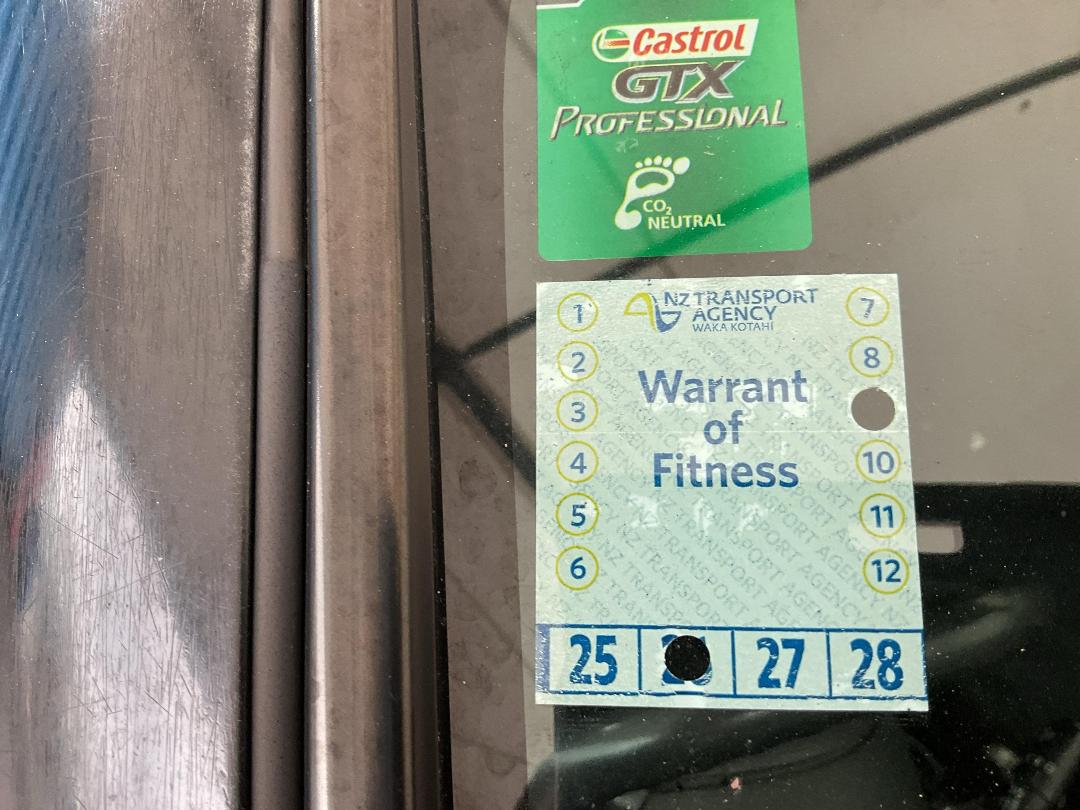 Castrol
GTX
PROFESSIONAL
CO₂
NEUTRAL
NZ TRANSPORT
AGENCY
WAKA KOTAHI
1
2
3
4
5
6
Warrant
of
Fitness
7
8
10
11
12
25 27 28